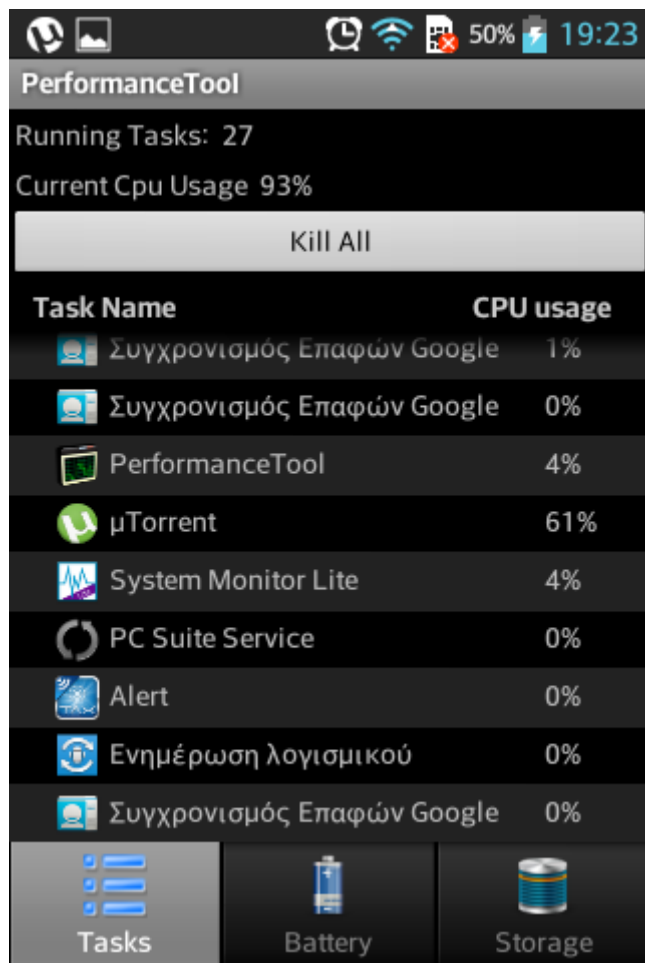 50% 19:23
PerformanceTool
Running Tasks: 27
Current Cpu Usage 93%
Kill All
Task Name CPU usage
Συγχρονισμός Επαφών Google 1%
Συγχρονισμός Επαφών Google 0%
PerformanceTool 4%
µTorrent 61%
System Monitor Lite 4%
PC Suite Service 0%
Alert 0%
Ενημέρωση λογισμικού 0%
Συγχρονισμός Επαφών Google 0%
Tasks Battery Storage